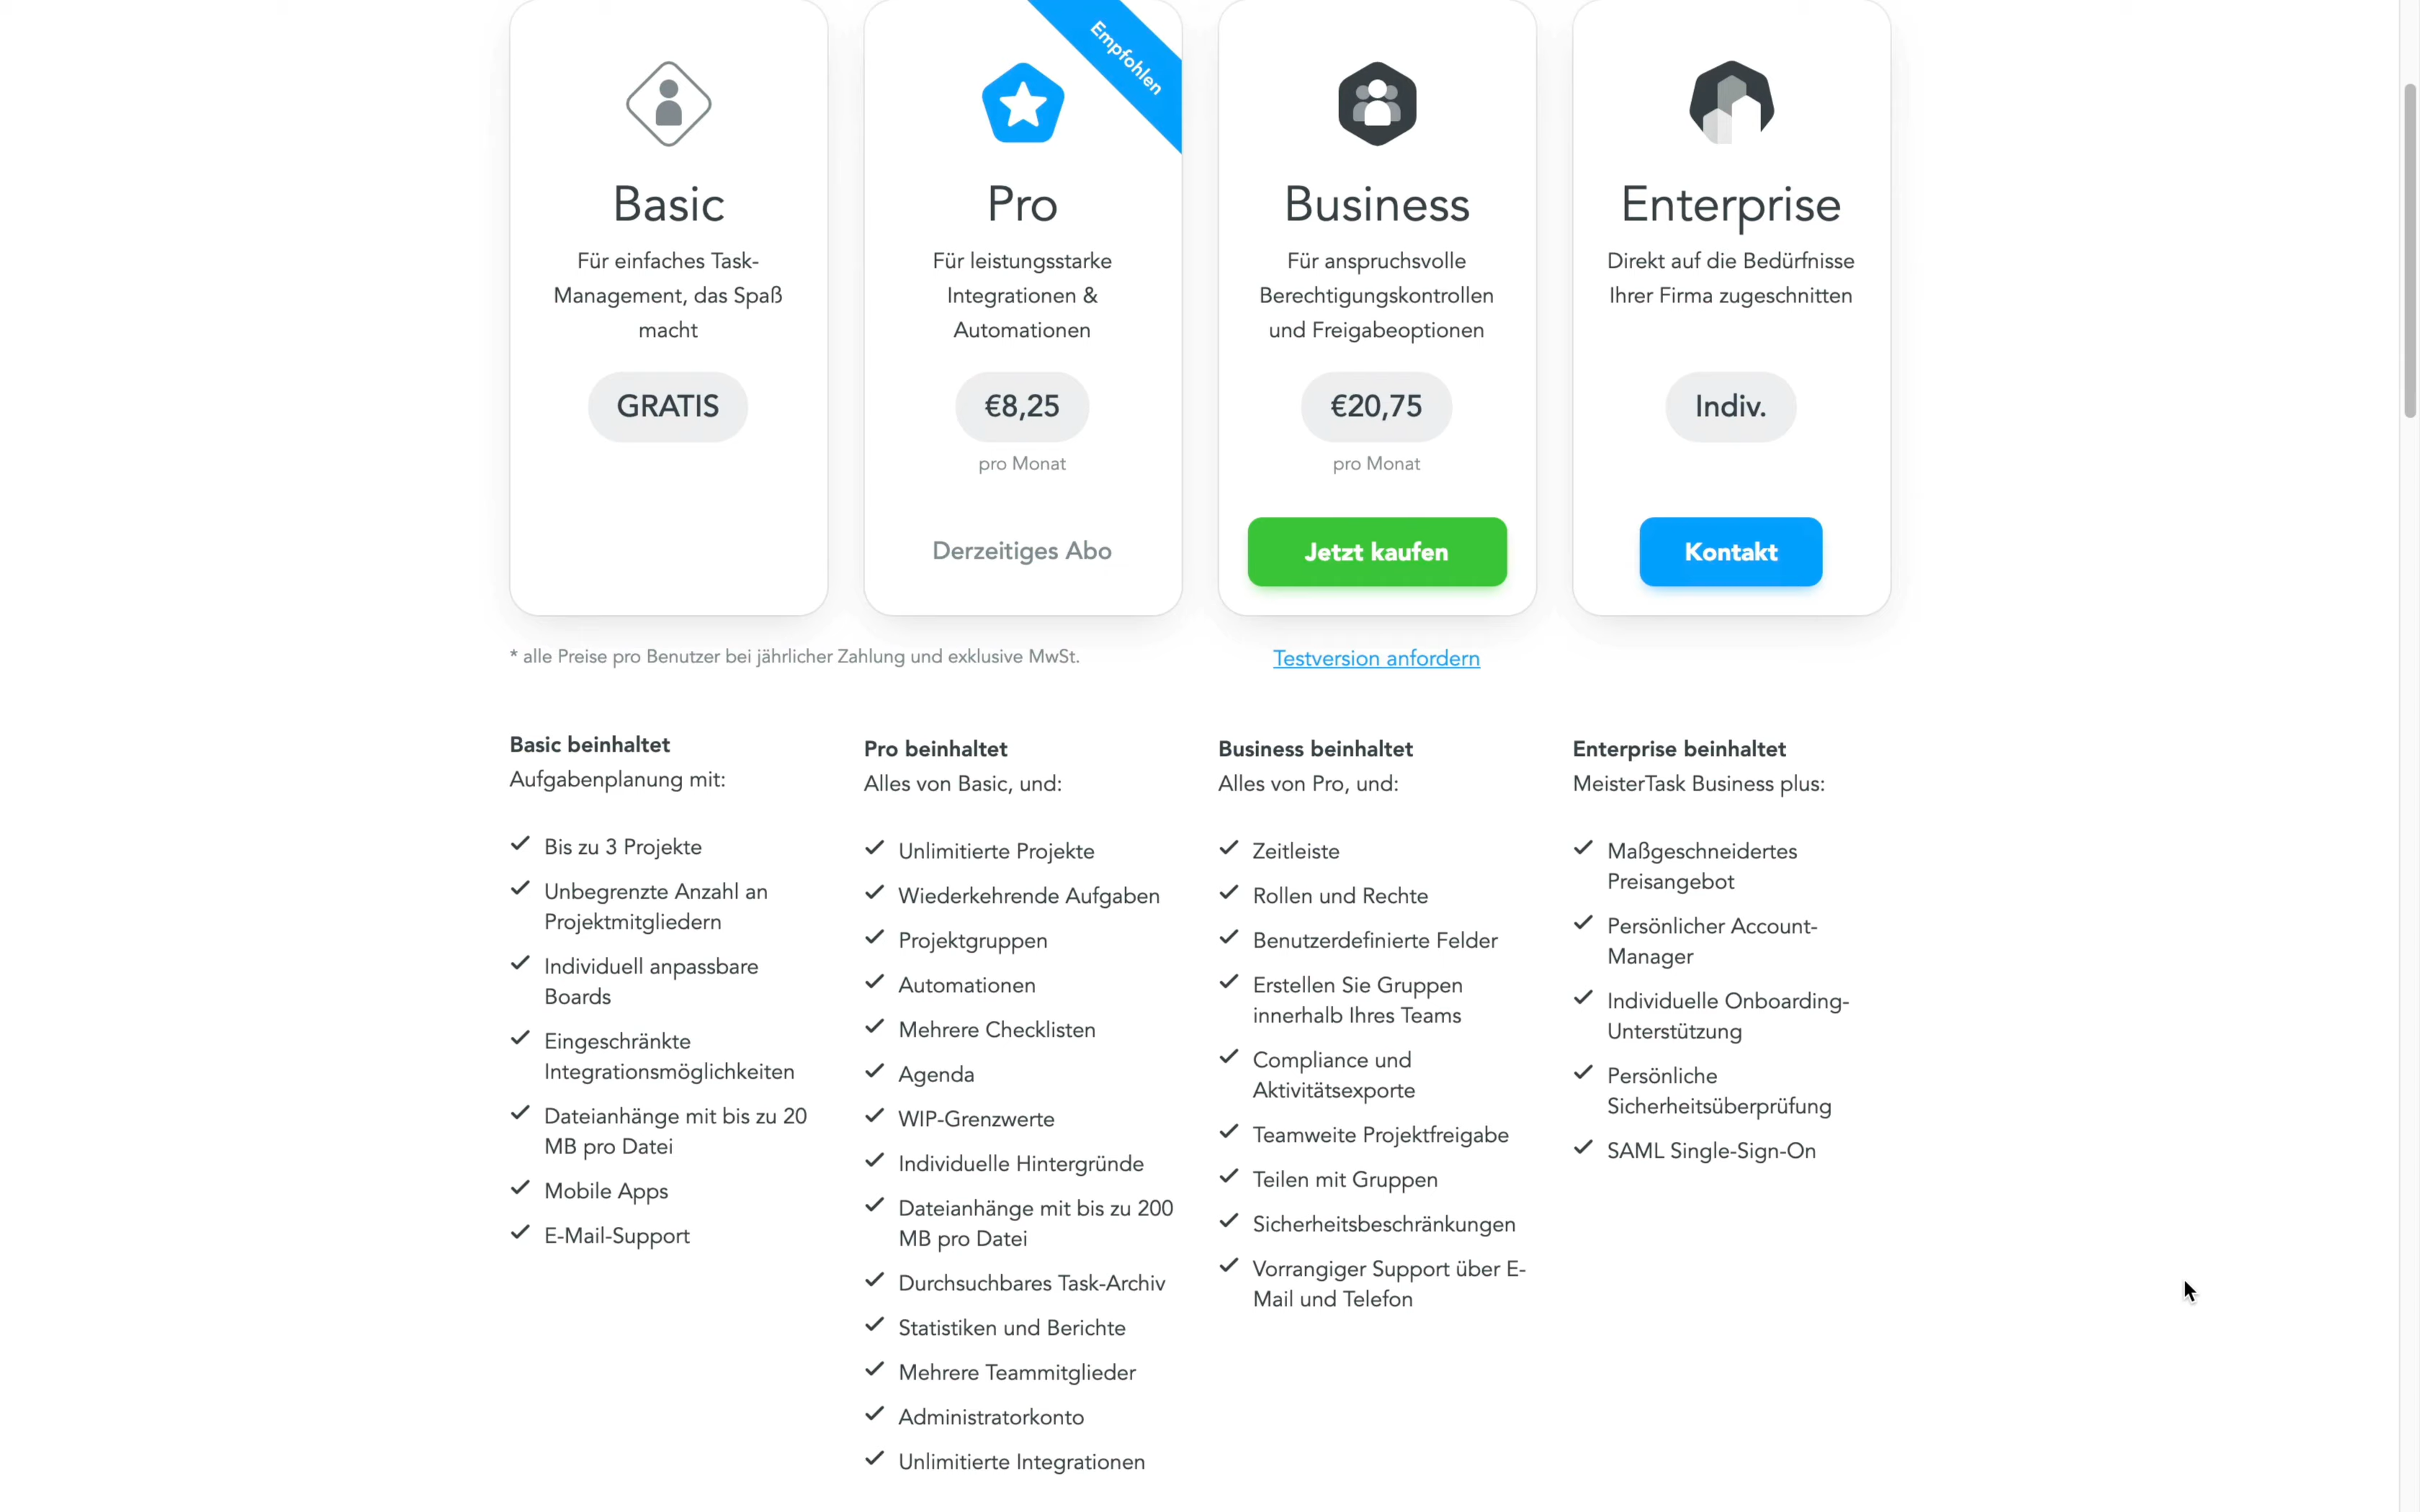 Empfohlen
Basic
Für einfaches Task-
Management, das Spaß
macht
GRATIS
Pro
Für leistungsstarke
Integrationen &
Automationen
€8,25
pro Monat
Derzeitiges Abo
Business
Für anspruchsvolle
Berechtigungskontrollen
und Freigabeoptionen
€20,75
pro Monat
Jetzt kaufen
Enterprise
Direkt auf die Bedürfnisse
Ihrer Firma zugeschnitten
Indiv.
Kontakt
* alle Preise pro Benutzer bei jährlicher Zahlung und exklusive MwSt.
Testversion anfordern
Basic beinhaltet
Aufgabenplanung mit:
Bis zu 3 Projekte
Unbegrenzte Anzahl an
Projektmitgliedern
Individuell anpassbare
Boards
Eingeschränkte
Integrationsmöglichkeiten
Dateianhänge mit bis zu 20
MB pro Datei
Mobile Apps
E-Mail-Support
Pro beinhaltet
Alles von Basic, und:
Unlimitierte Projekte
Wiederkehrende Aufgaben
Projektgruppen
Automationen
Mehrere Checklisten
Agenda
WIP-Grenzwerte
Individuelle Hintergründe
Dateianhänge mit bis zu 200
MB pro Datei
Durchsuchbares Task-Archiv
Statistiken und Berichte
Mehrere Teammitglieder
Administratorkonto
Unlimitierte Integrationen
Business beinhaltet
Alles von Pro, und:
Zeitleiste
Rollen und Rechte
Benutzerdefinierte Felder
Erstellen Sie Gruppen
innerhalb Ihres Teams
Compliance und
Aktivitätsexporte
Teamweite Projektfreigabe
Teilen mit Gruppen
Sicherheitsbeschränkungen
Vorrangiger Support über E-
Mail und Telefon
Enterprise beinhaltet
MeisterTask Business plus:
Maßgeschneidertes
Preisangebot
Persönlicher Account-
Manager
Individuelle Onboarding-
Unterstützung
Persönliche
Sicherheitsüberprüfung
SAML Single-Sign-On